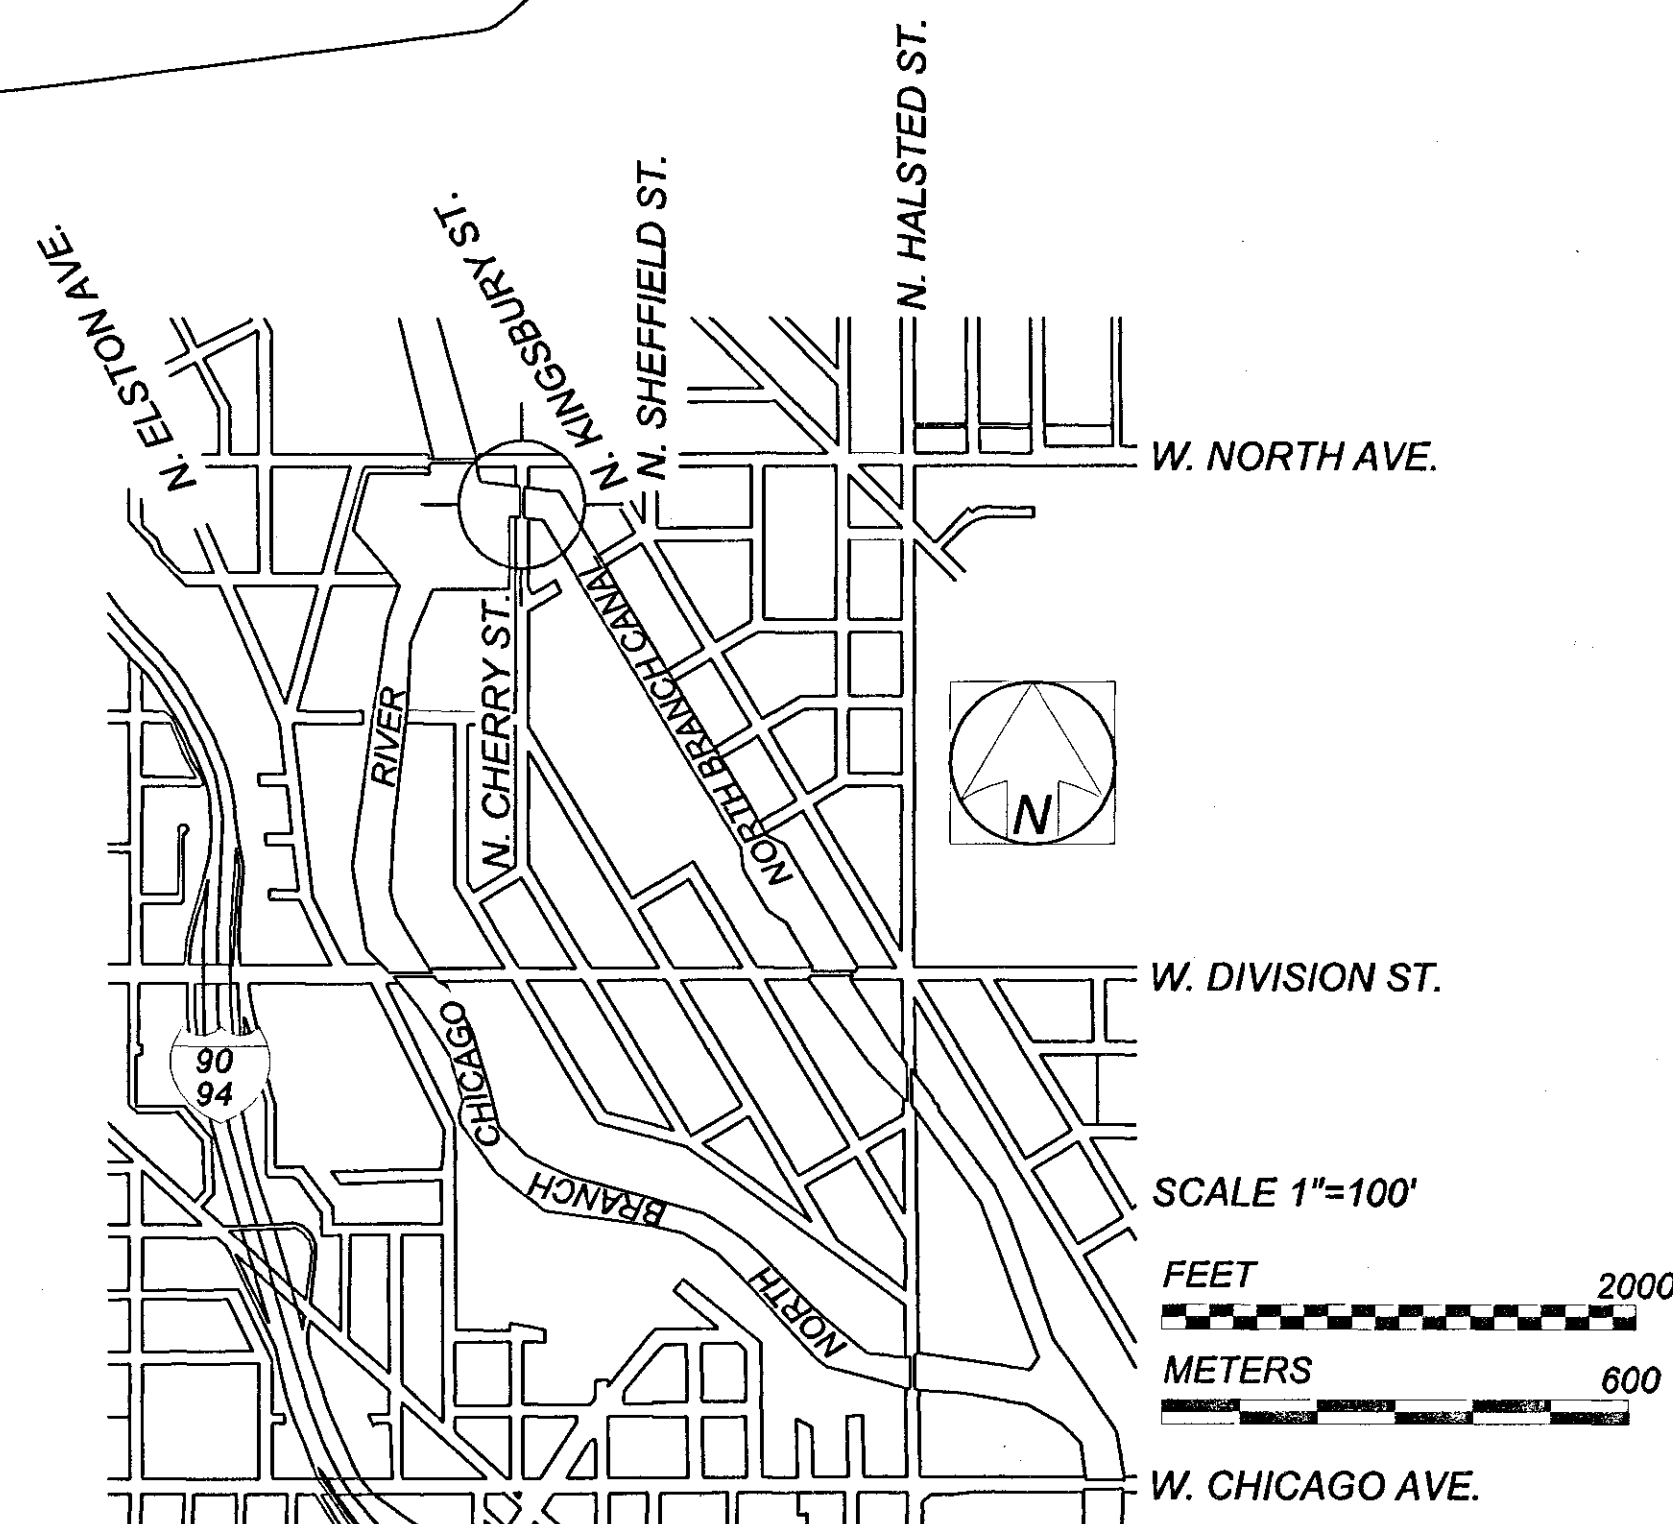 N. ELSTON AVE.
N. KINGSBURY ST.
N. SHEFFIELD ST.
N. HALSTED ST.
W. NORTH AVE.
N. CHERRY ST.
NORTH BRANCH CANAL
RIVER
N
W. DIVISION ST.
90
94
CHICAGO
BRANCH
NORTH
SCALE 1"=100'
FEET 2000
METERS 600
W. CHICAGO AVE.